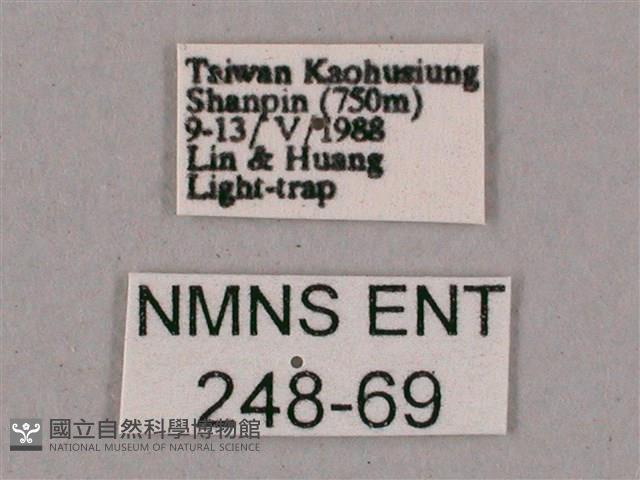 Taiwan Kaohusiung
Shanpin (750m)
9-13/ V/1988
Lin & Huang
Light-trap
NMNS ENT
248-69
國立自然科學博物館
NATIONAL MUSEUM OF NATURAL SCIENCE